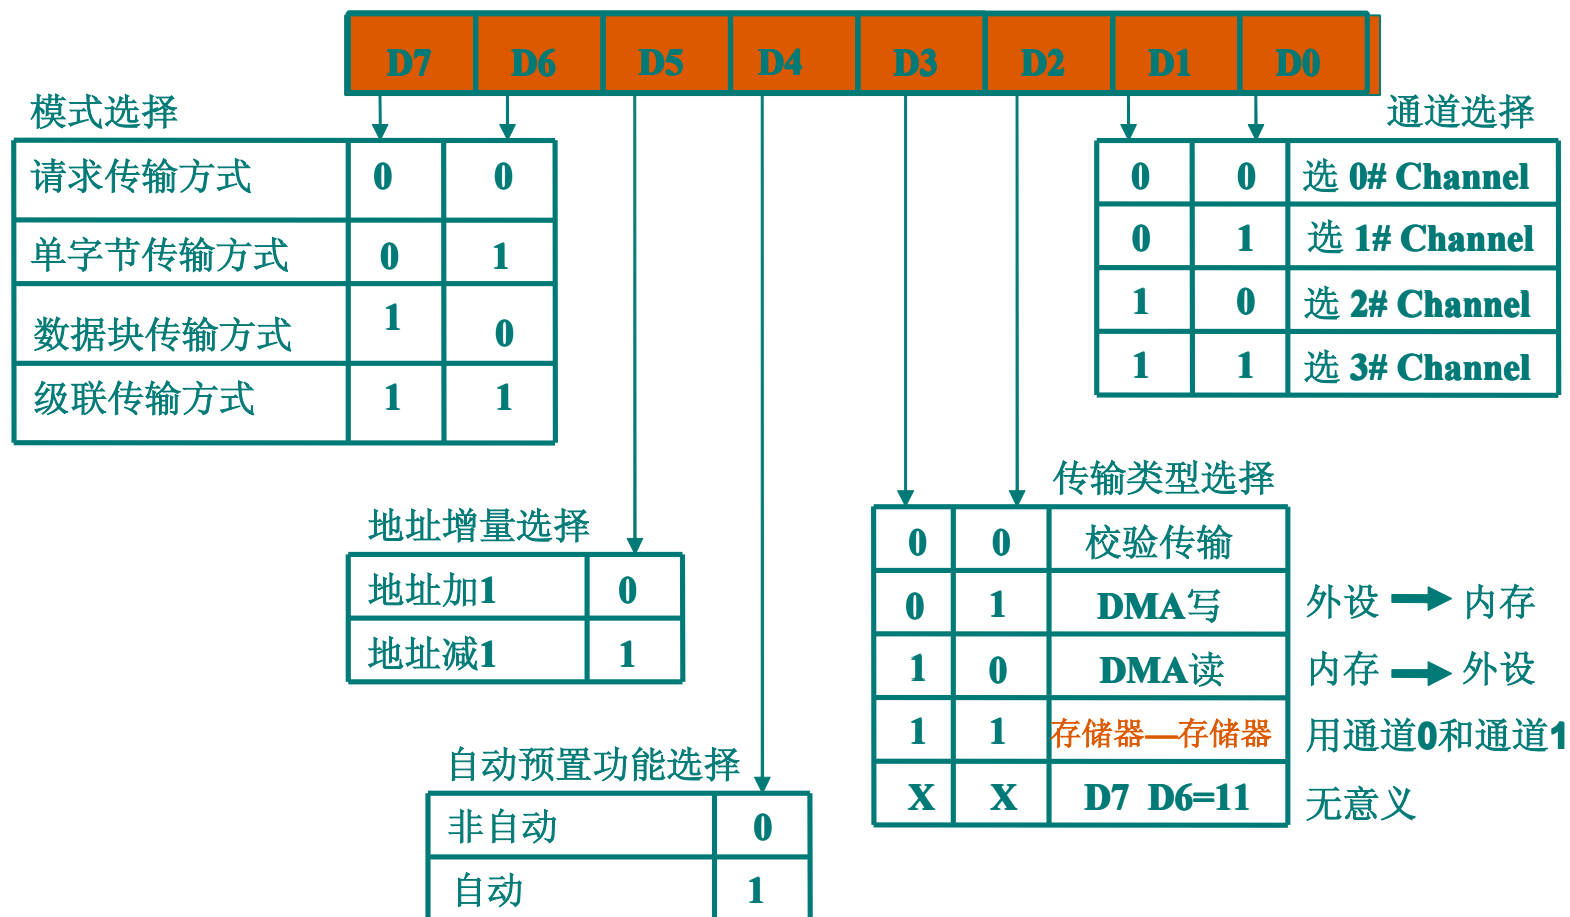 D7 D6 D5 D4 D3 D2 D1 D0
模式选择
请求传输方式 0 0
单字节传输方式 0 1
数据块传输方式 1 0
级联传输方式 1 1
通道选择
0 0 选 0# Channel
0 1 选 1# Channel
1 0 选 2# Channel
1 1 选 3# Channel
地址增量选择
地址加1 0
地址减1 1
传输类型选择
0 0 校验传输
0 1 DMA写 外设 内存
1 0 DMA读 内存 外设
1 1 存储器—存储器 用通道0和通道1
X X D7 D6=11 无意义
自动预置功能选择
非自动 0
自动 1